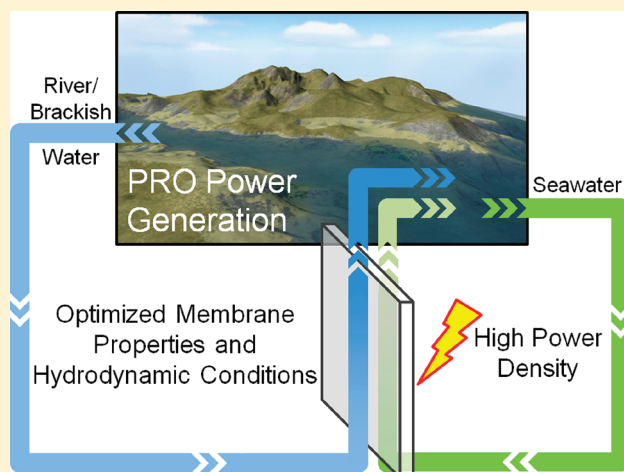 River/
Brackish
Water
PRO Power
Generation
Seawater
Optimized Membrane
Properties and
Hydrodynamic Conditions
High Power
Density